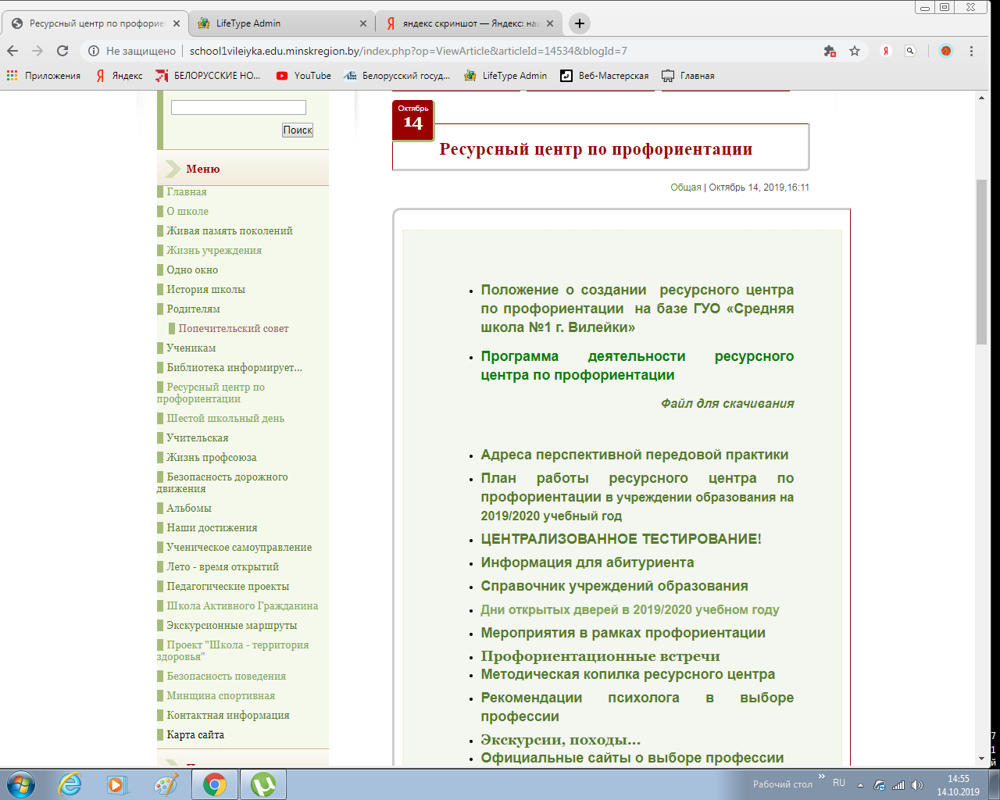 Ресурсный центр по профориен
LifeType Admin
яндекс скриншот — Яндекс: на
Не защищено
school1vileiyka.edu.minskregion.by/index.php?op=ViewArticle&articleId=14534&blogId=7
Приложения
Яндекс
БЕЛОРУССКИЕ НО...
YouTube
Белорусский госуд...
LifeType Admin
Веб-Мастерская
Главная
Поиск
Меню
Главная
О школе
Живая память поколений
Жизнь учреждения
Одно окно
История школы
Родителям
Попечительский совет
Ученикам
Библиотека информирует...
Ресурсный центр по
профориентации
Шестой школьный день
Учительская
Жизнь профсоюза
Безопасность дорожного
движения
Альбомы
Наши достижения
Ученическое самоуправление
Лето - время открытий
Педагогические проекты
Школа Активного Гражданина
Экскурсионные маршруты
Проект "Школа - территория
здоровья"
Безопасность поведения
Минщина спортивная
Контактная информация
Карта сайта
Октябрь
14
Ресурсный центр по профориентации
Общая | Октябрь 14, 2019,16:11
Положение о создании ресурсного центра
по профориентации на базе ГУО «Средняя
школа №1 г. Вилейки»
Программа деятельности ресурсного
центра по профориентации
Файл для скачивания
Адреса перспективной передовой практики
План работы ресурсного центра по
профориентации в учреждении образования на
2019/2020 учебный год
ЦЕНТРАЛИЗОВАННОЕ ТЕСТИРОВАНИЕ!
Информация для абитуриента
Справочник учреждений образования
Дни открытых дверей в 2019/2020 учебном году
Мероприятия в рамках профориентации
Профориентационные встречи
Методическая копилка ресурсного центра
Рекомендации психолога в выборе
профессии
Экскурсии, походы...
Официальные сайты о выборе профессии
7
1
й
Рабочий стол
»
RU
14:55
14.10.2019